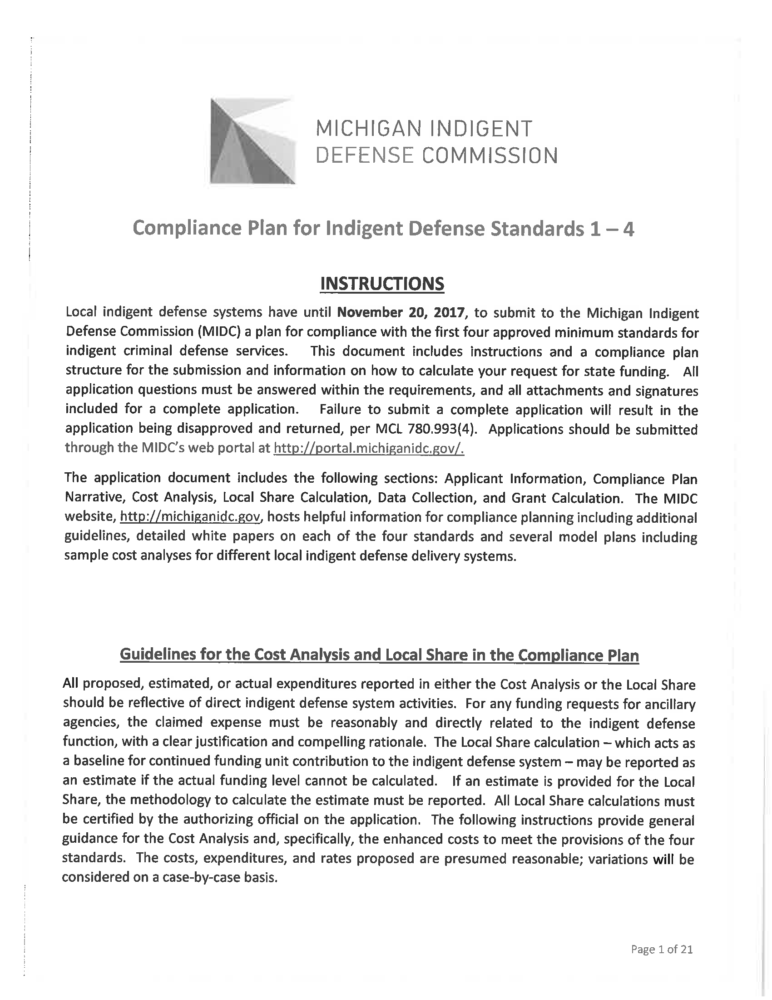 MICHIGAN INDIGENT
DEFENSE COMMISSION
Compliance Plan for Indigent Defense Standards 1 – 4
INSTRUCTIONS
Local indigent defense systems have until November 20, 2017, to submit to the Michigan Indigent
Defense Commission (MIDC) a plan for compliance with the first four approved minimum standards for
indigent criminal defense services. This document includes instructions and a compliance plan
structure for the submission and information on how to calculate your request for state funding. All
application questions must be answered within the requirements, and all attachments and signatures
included for a complete application. Failure to submit a complete application will result in the
application being disapproved and returned, per MCL 780.993(4). Applications should be submitted
through the MIDC's web portal at http://portal.michiganidc.gov/.
The application document includes the following sections: Applicant Information, Compliance Plan
Narrative, Cost Analysis, Local Share Calculation, Data Collection, and Grant Calculation. The MIDC
website, http://michiganidc.gov, hosts helpful information for compliance planning including additional
guidelines, detailed white papers on each of the four standards and several model plans including
sample cost analyses for different local indigent defense delivery systems.
Guidelines for the Cost Analysis and Local Share in the Compliance Plan
All proposed, estimated, or actual expenditures reported in either the Cost Analysis or the Local Share
should be reflective of direct indigent defense system activities. For any funding requests for ancillary
agencies, the claimed expense must be reasonably and directly related to the indigent defense
function, with a clear justification and compelling rationale. The Local Share calculation – which acts as
a baseline for continued funding unit contribution to the indigent defense system – may be reported as
an estimate if the actual funding level cannot be calculated. If an estimate is provided for the Local
Share, the methodology to calculate the estimate must be reported. All Local Share calculations must
be certified by the authorizing official on the application. The following instructions provide general
guidance for the Cost Analysis and, specifically, the enhanced costs to meet the provisions of the four
standards. The costs, expenditures, and rates proposed are presumed reasonable; variations will be
considered on a case-by-case basis.
Page 1 of 21